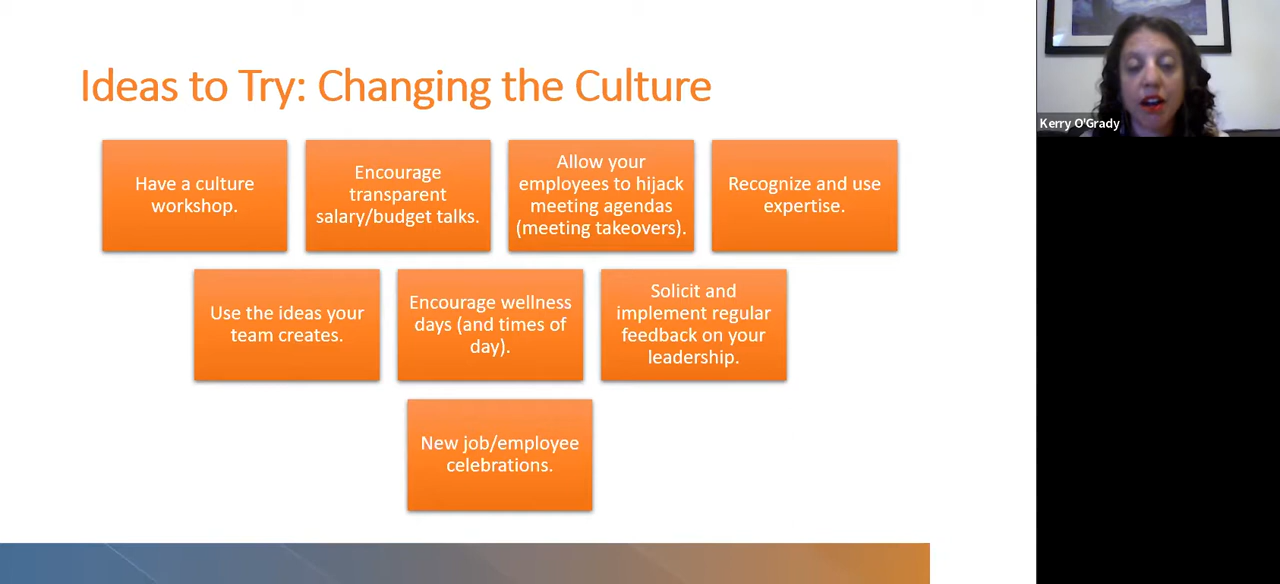 Ideas to Try: Changing the Culture
Have a culture
workshop.
Encourage
transparent
salary/budget talks.
Allow your
employees to hijack
meeting agendas
(meeting takeovers).
Recognize and use
expertise.
Use the ideas your
team creates.
Encourage wellness
days (and times of
day).
Solicit and
implement regular
feedback on your
leadership.
New job/employee
celebrations.
Kerry O'Grady